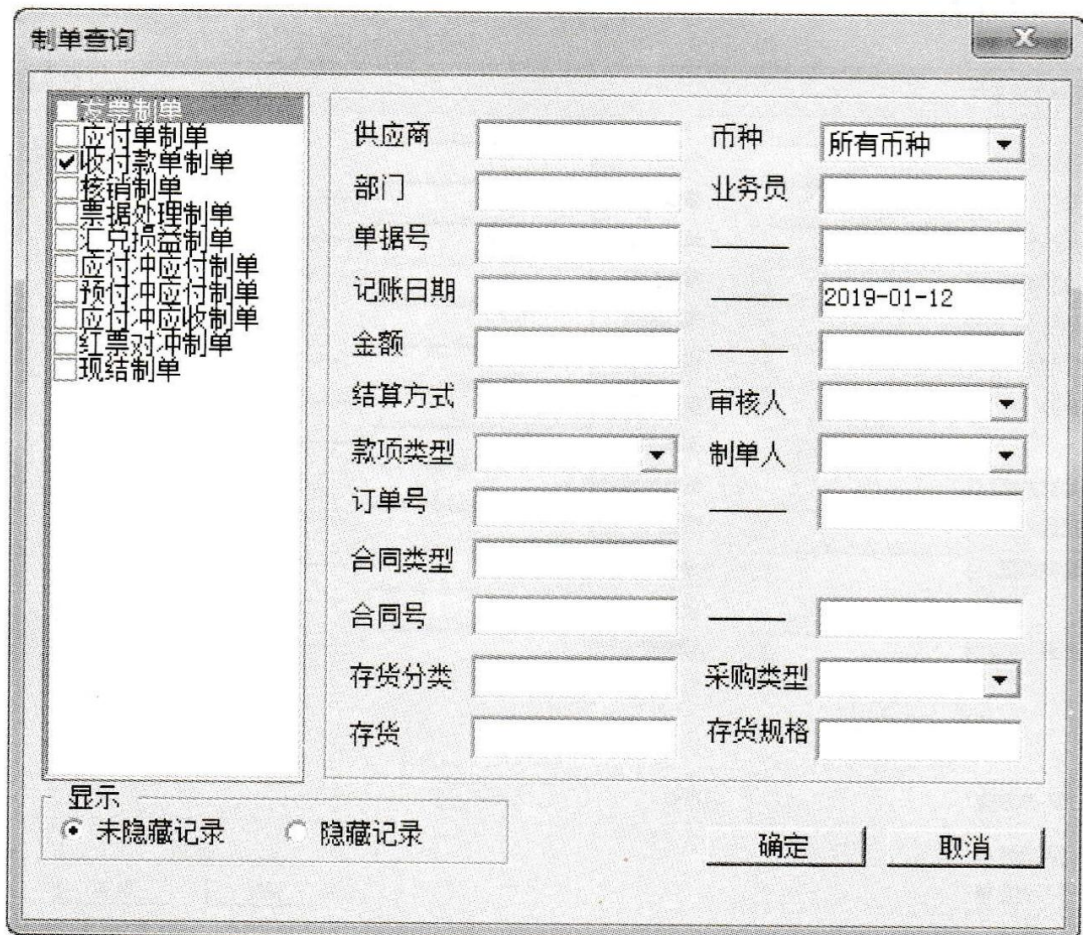 制单查询
发票制单
应付单制单
收付款单制单
核销制单
票据处理制单
汇兑损益制单
应付冲应付制单
预付冲应付制单
应付冲应收制单
红票对冲制单
现结制单
供应商 币种 所有币种
部门 业务员
单据号
记账日期 2019-01-12
金额
结算方式 审核人
款项类型 制单人
订单号
合同类型
合同号
存货分类 采购类型
存货 存货规格
显示
未隐藏记录 隐藏记录
确定 取消